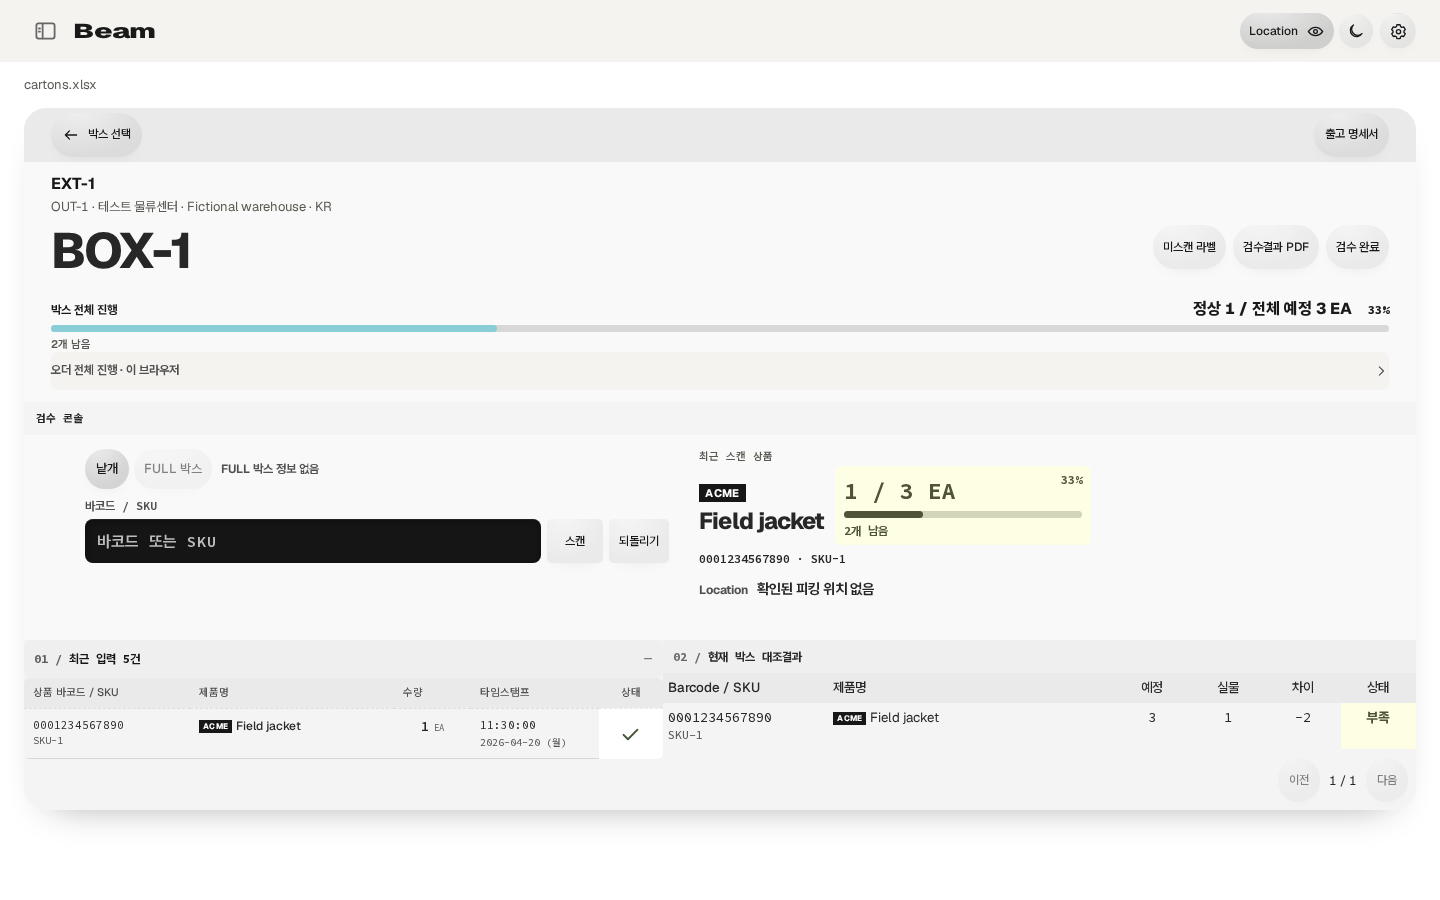 Beam
Location
cartons.xlsx
박스 선택
출고 명세서
EXT-1
OUT-1 · 테스트 물류센터 · Fictional warehouse · KR
BOX-1
미스캔 라벨
검수결과 PDF
검수 완료
박스 전체 진행
정상 1 / 전체 예정 3 EA
33%
2개 남음
오더 전체 진행 · 이 브라우저
검수 콘솔
낱개
FULL 박스
FULL 박스 정보 없음
바코드 / SKU
바코드 또는 SKU
스캔
되돌리기
최근 스캔 상품
ACME
Field jacket
1 / 3 EA
33%
2개 남음
0001234567890 · SKU-1
Location 확인된 피킹 위치 없음
01 / 최근 입력 5건
—
상품 바코드 / SKU 제품명 수량 타임스탬프 상태
0001234567890 ACME Field jacket 1 EA 11:30:00
SKU-1 2026-04-20 (월)
02 / 현재 박스 대조결과
Barcode / SKU 제품명 예정 실물 차이 상태
0001234567890 ACME Field jacket 3 1 -2 부족
SKU-1
이전 1 / 1 다음